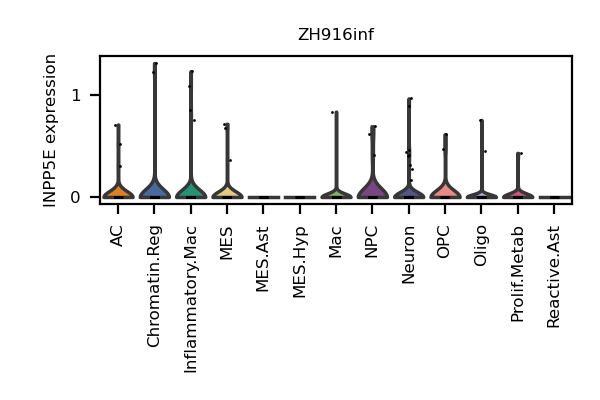 ZH916inf
INPP5E expression
1
0
AC
Chromatin.Reg
Inflammatory.Mac
MES
MES.Ast
MES.Hyp
Mac
NPC
Neuron
OPC
Oligo
Prolif.Metab
Reactive.Ast